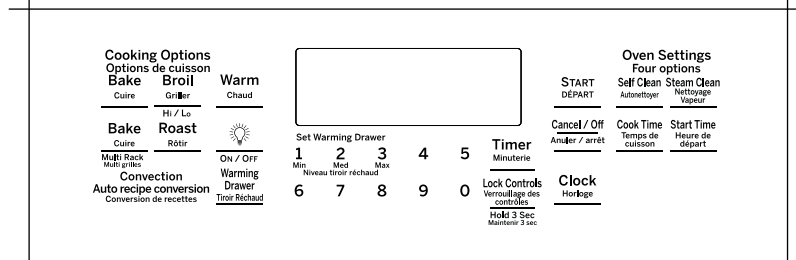 Cooking Options
Options de cuisson
Bake
Cuire
Broil
Griller
Hi / Lo
Warm
Chaud
Bake
Cuire
Multi Rack
Multi grilles
Roast
Rôtir
ON / OFF
Convection
Auto recipe conversion
Conversion de recettes
Warming
Drawer
Tiroir Réchaud
Set Warming Drawer
1 2 3 4 5
Min Med Max
Niveau tiroir réchaud
6 7 8 9 0
Timer
Minuterie
Lock Controls
Verrouillage des
contrôles
Hold 3 Sec
Maintenir 3 sec
START
DÉPART
Cancel / Off
Anuler / arrêt
Clock
Horloge
Oven Settings
Four options
Self Clean
Autonettoyer
Steam Clean
Nettoyage
Vapeur
Cook Time
Temps de
cuisson
Start Time
Heure de
départ